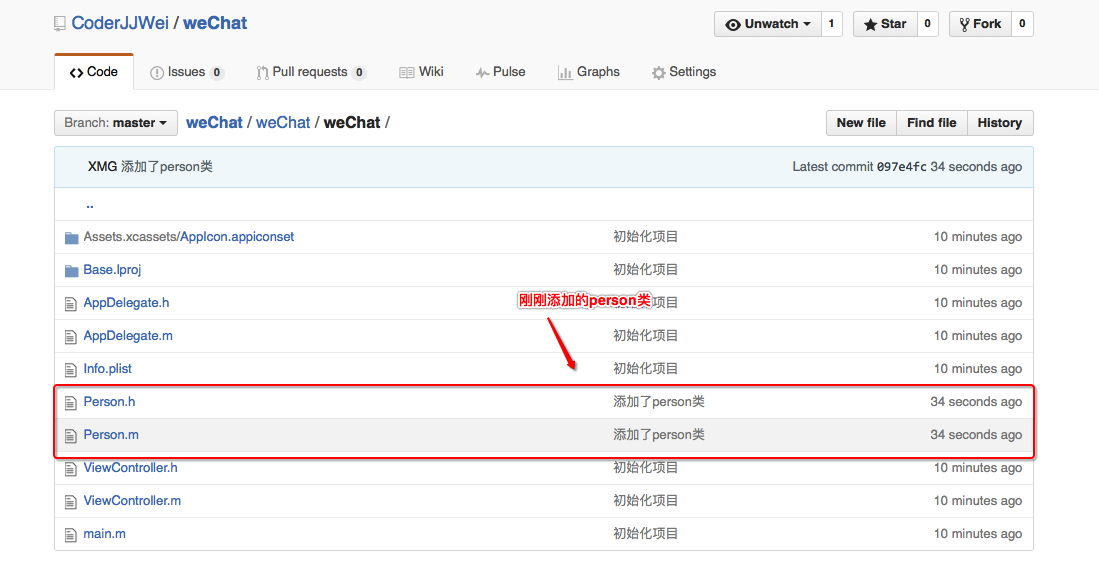 CoderJJWei / weChat Unwatch 1 Star 0 Fork 0
Code Issues 0 Pull requests 0 Wiki Pulse Graphs Settings
Branch: master weChat / weChat / weChat / New file Find file History
XMG 添加了person类 Latest commit 097e4fc 34 seconds ago
..
Assets.xcassets/AppIcon.appiconset 初始化项目 10 minutes ago
Base.lproj 初始化项目 10 minutes ago
刚刚添加的person类
AppDelegate.h 化项目 10 minutes ago
AppDelegate.m 初始化项目 10 minutes ago
Info.plist 初始化项目 10 minutes ago
Person.h 添加了person类 34 seconds ago
Person.m 添加了person类 34 seconds ago
ViewController.h 初始化项目 10 minutes ago
ViewController.m 初始化项目 10 minutes ago
main.m 初始化项目 10 minutes ago